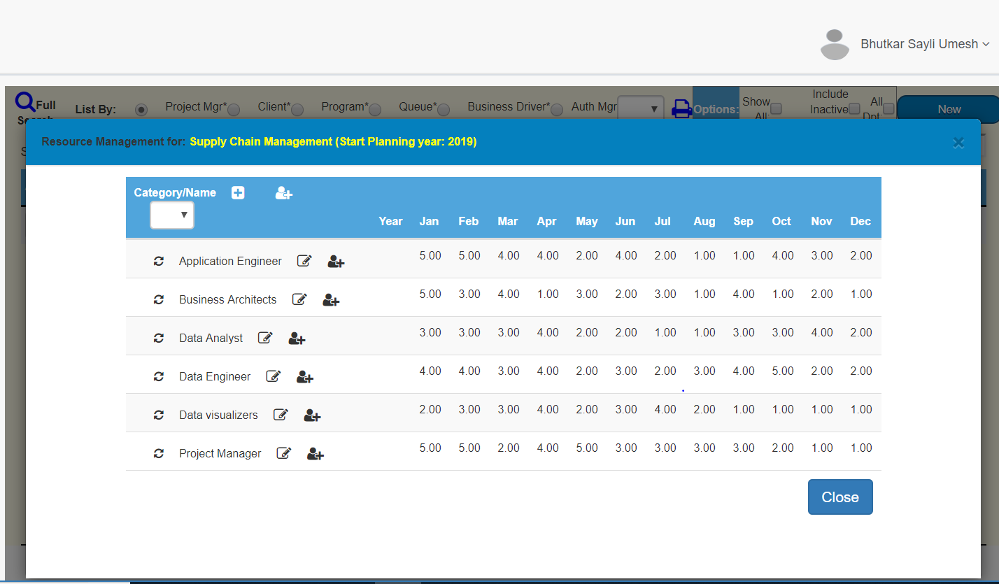 Bhutkar Sayli Umesh
Full
List By: Project Mgr* Client* Program* Queue* Business Driver* Auth Mgr Options: Show All: Include Inactive All Dpt: New
Resource Management for: Supply Chain Management (Start Planning year: 2019)
Category/Name
Year Jan Feb Mar Apr May Jun Jul Aug Sep Oct Nov Dec
Application Engineer 5.00 5.00 4.00 4.00 2.00 4.00 2.00 1.00 1.00 4.00 3.00 2.00
Business Architects 5.00 3.00 4.00 1.00 3.00 2.00 3.00 1.00 4.00 1.00 2.00 1.00
Data Analyst 3.00 3.00 3.00 4.00 2.00 2.00 1.00 1.00 3.00 3.00 4.00 2.00
Data Engineer 4.00 4.00 3.00 4.00 2.00 3.00 2.00 3.00 4.00 5.00 2.00 2.00
Data visualizers 2.00 3.00 3.00 4.00 2.00 3.00 4.00 2.00 1.00 1.00 1.00 1.00
Project Manager 5.00 5.00 2.00 4.00 5.00 3.00 3.00 3.00 3.00 2.00 1.00 1.00
Close